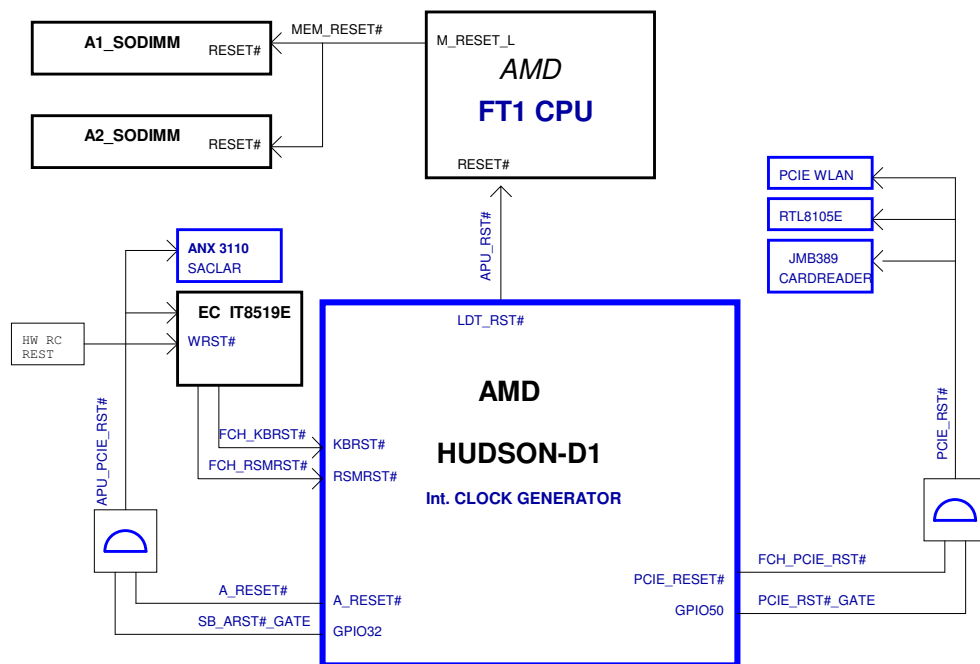 A1_SODIMM
RESET#
MEM_RESET#
M_RESET_L
AMD
FT1 CPU
RESET#
A2_SODIMM
RESET#
APU_RST#
PCIE WLAN
RTL8105E
JMB389
CARDREADER
PCIE_RST#
ANX 3110
SACLAR
EC IT8519E
WRST#
HW RC
REST
APU_PCIE_RST#
FCH_KBRST#
FCH_RSMRST#
LDT_RST#
AMD
HUDSON-D1
Int. CLOCK GENERATOR
KBRST#
RSMRST#
A_RESET#
SB_ARST#_GATE
A_RESET#
GPIO32
PCIE_RESET#
GPIO50
FCH_PCIE_RST#
PCIE_RST#_GATE